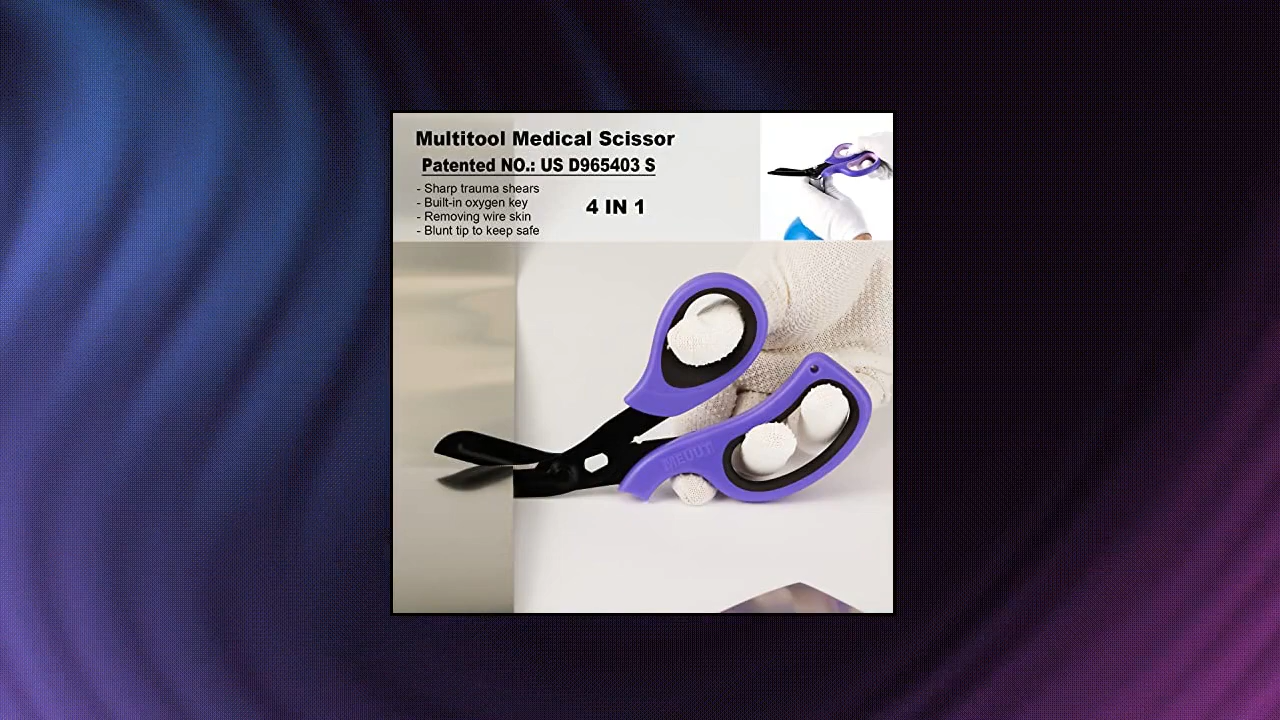 Multitool Medical Scissor
Patented NO.: US D965403 S
- Sharp trauma shears
- Built-in oxygen key
- Removing wire skin
- Blunt tip to keep safe
4 IN 1
MEUUT